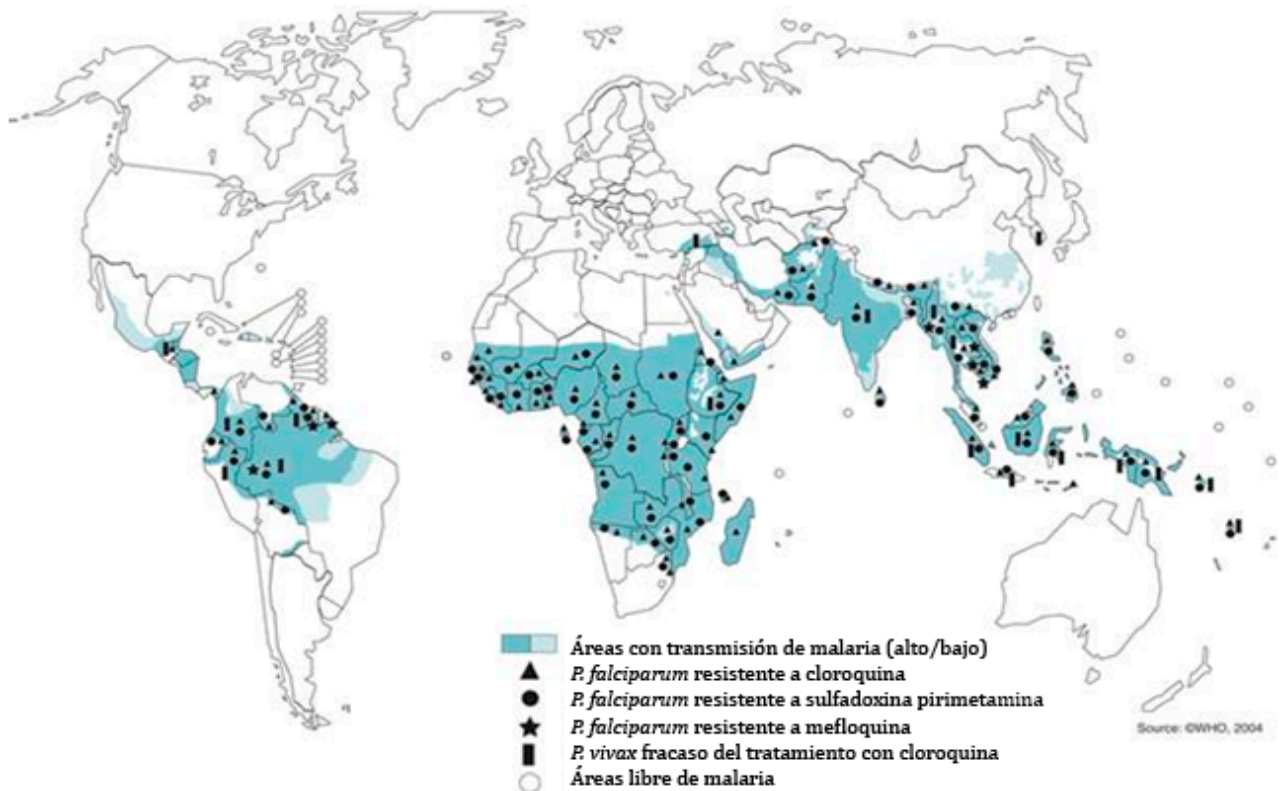 Áreas con transmisión de malaria (alto/bajo)
P. falciparum resistente a cloroquina
P. falciparum resistente a sulfadoxina pirimetamina
P. falciparum resistente a mefloquina
Source: ©WHO, 2004
P. vivax fracaso del tratamiento con cloroquina
Áreas libre de malaria